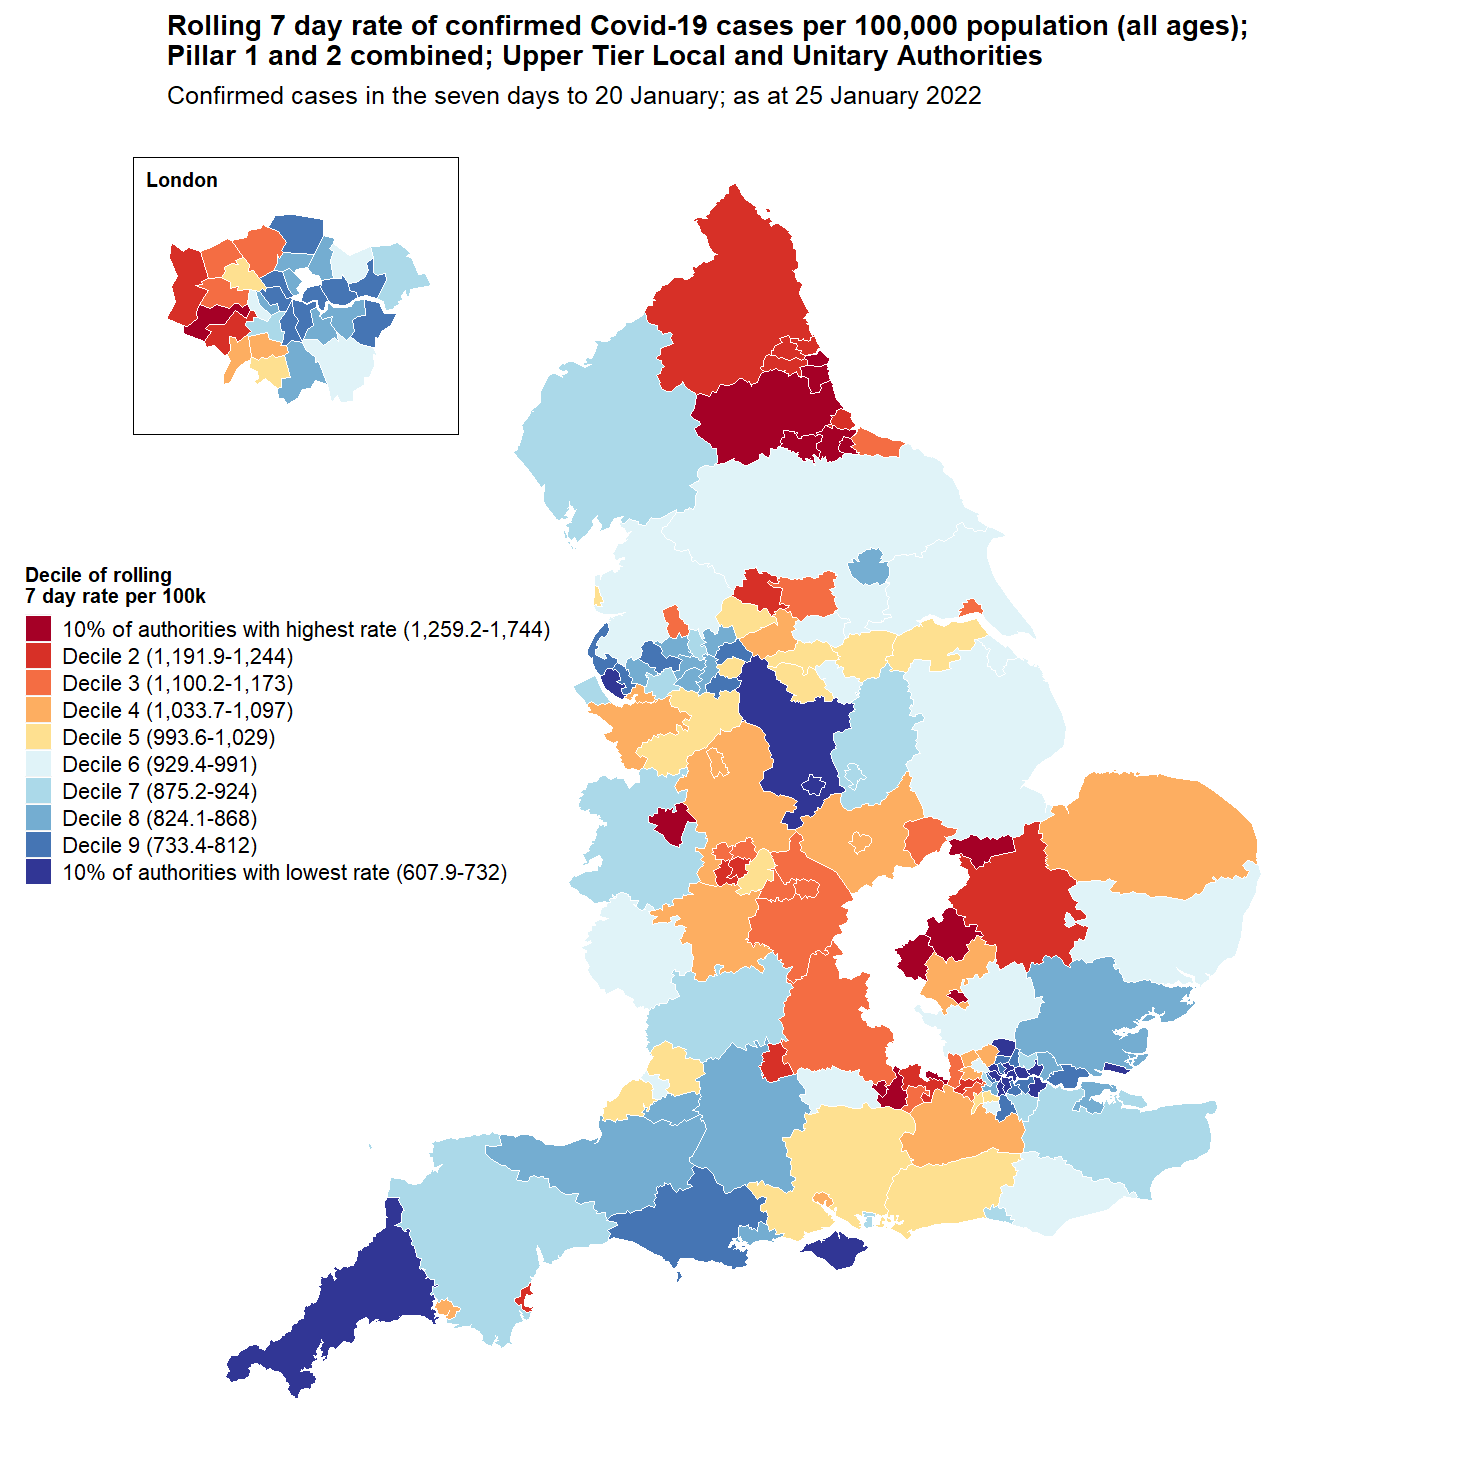 Rolling 7 day rate of confirmed Covid-19 cases per 100,000 population (all ages);
Pillar 1 and 2 combined; Upper Tier Local and Unitary Authorities
Confirmed cases in the seven days to 20 January; as at 25 January 2022
London
Decile of rolling
7 day rate per 100k
10% of authorities with highest rate (1,259.2-1,744)
Decile 2 (1,191.9-1,244)
Decile 3 (1,100.2-1,173)
Decile 4 (1,033.7-1,097)
Decile 5 (993.6-1,029)
Decile 6 (929.4-991)
Decile 7 (875.2-924)
Decile 8 (824.1-868)
Decile 9 (733.4-812)
10% of authorities with lowest rate (607.9-732)